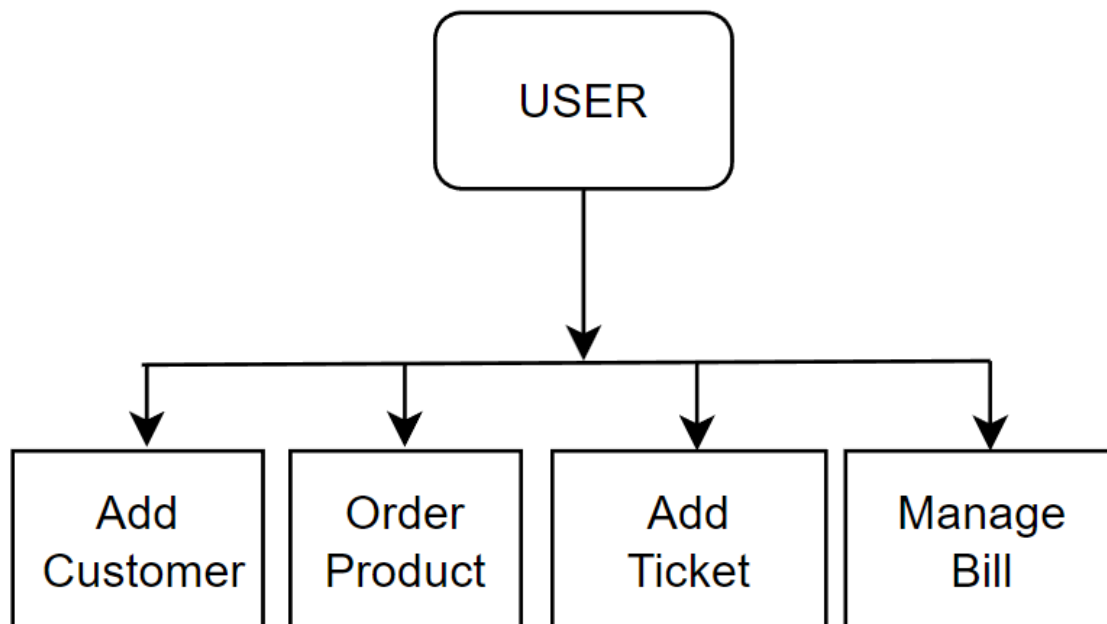 USER
Add
Customer
Order
Product
Add
Ticket
Manage
Bill